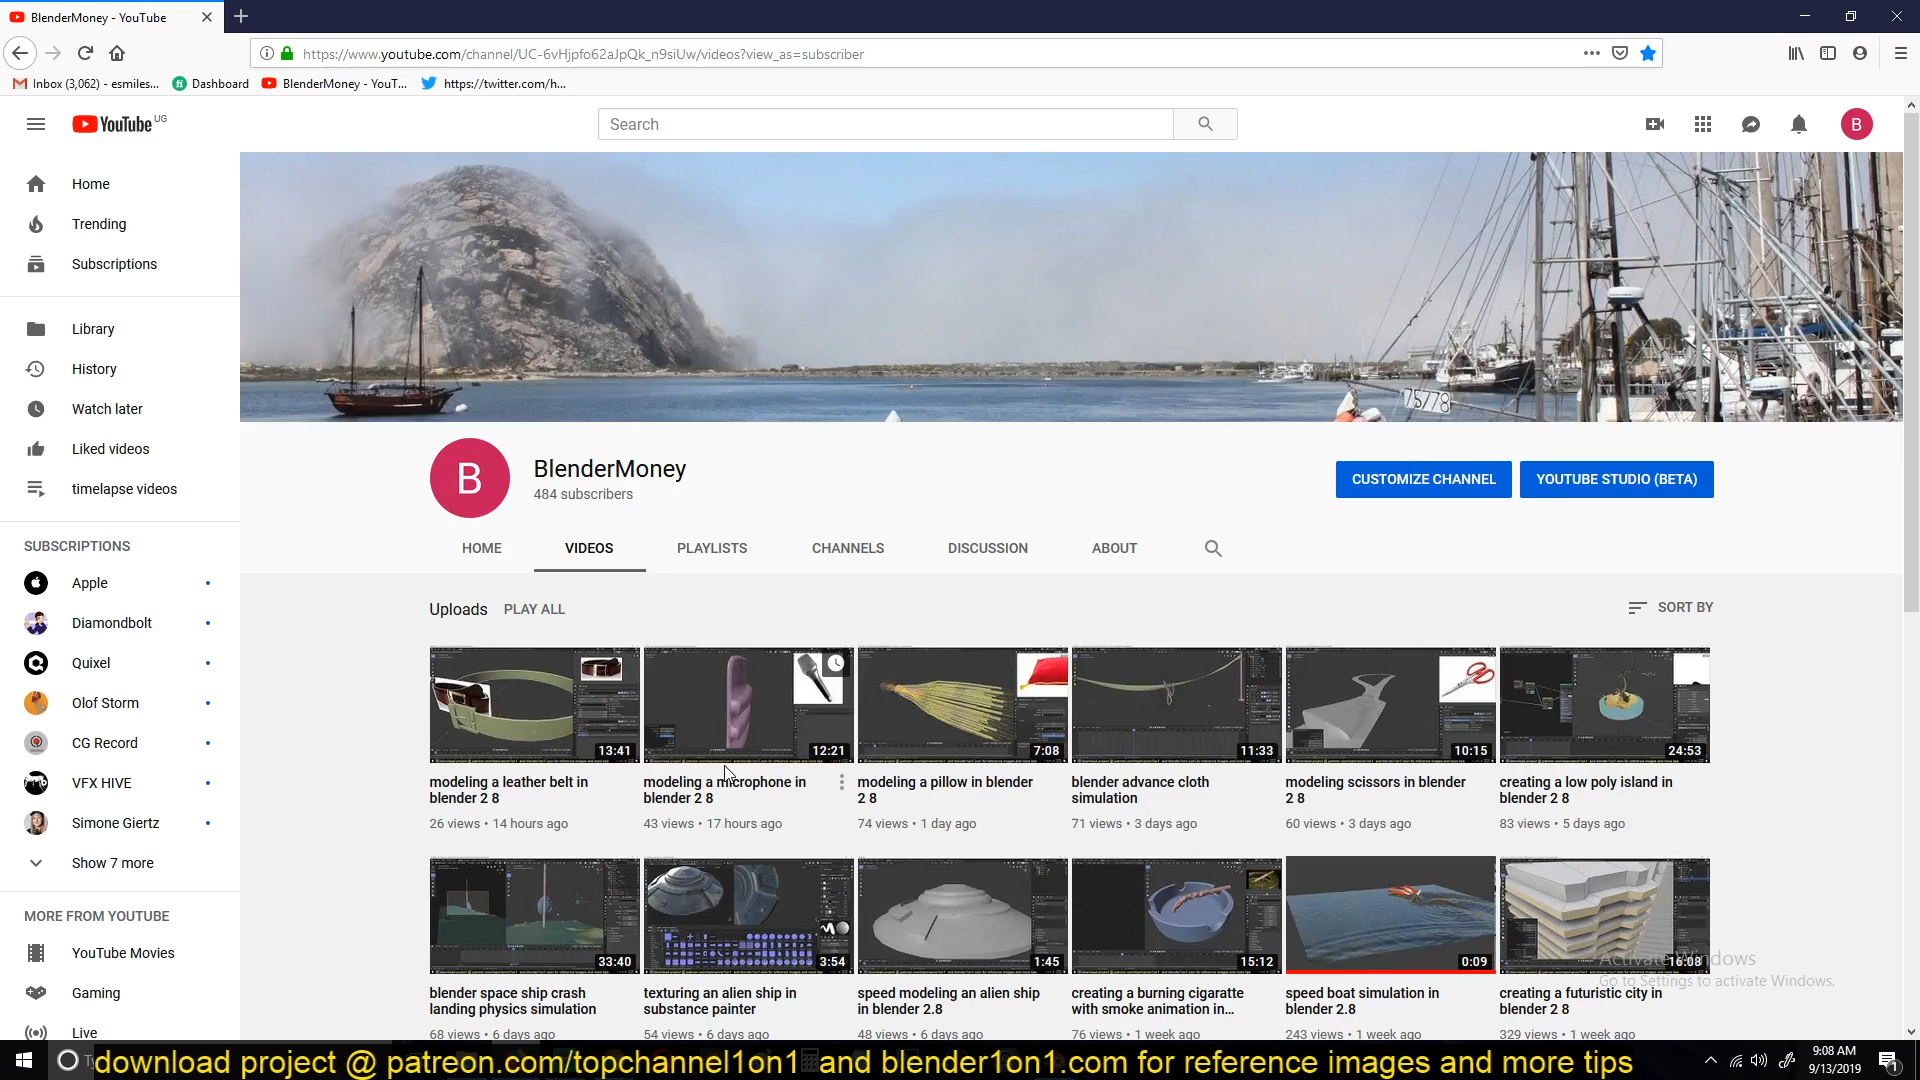 BlenderMoney - YouTube
https://www.youtube.com/channel/UC-6vHjpfo62aJpQk_n9siUw/videos?view_as=subscriber
Inbox (3,062) - esmiles...
Dashboard
BlenderMoney - YouT...
https://twitter.com/h...
YouTube UG
Search
B
Home
Trending
Subscriptions
Library
History
Watch later
Liked videos
timelapse videos
SUBSCRIPTIONS
Apple
Diamondbolt
Quixel
Olof Storm
CG Record
VFX HIVE
Simone Giertz
Show 7 more
MORE FROM YOUTUBE
YouTube Movies
Gaming
Live
75778
B
BlenderMoney
484 subscribers
CUSTOMIZE CHANNEL
YOUTUBE STUDIO (BETA)
HOME
VIDEOS
PLAYLISTS
CHANNELS
DISCUSSION
ABOUT
Uploads
PLAY ALL
SORT BY
13:41
12:21
7:08
11:33
10:15
24:53
modeling a leather belt in
blender 2 8
26 views • 14 hours ago
modeling a microphone in
blender 2 8
43 views • 17 hours ago
modeling a pillow in blender
2 8
74 views • 1 day ago
blender advance cloth
simulation
71 views • 3 days ago
modeling scissors in blender
2 8
60 views • 3 days ago
creating a low poly island in
blender 2 8
83 views • 5 days ago
33:40
3:54
1:45
15:12
0:09
16:08
blender space ship crash
landing physics simulation
68 views • 6 days ago
texturing an alien ship in
substance painter
54 views • 6 days ago
speed modeling an alien ship
in blender 2.8
48 views • 6 days ago
creating a burning cigaratte
with smoke animation in...
76 views • 1 week ago
speed boat simulation in
blender 2.8
243 views • 1 week ago
creating a futuristic city in
blender 2 8
329 views • 1 week ago
Activate Windows
Go to Settings to activate Windows.
download project @ patreon.com/topchannel1on1 and blender1on1.com for reference images and more tips
9:08 AM
9/13/2019
1